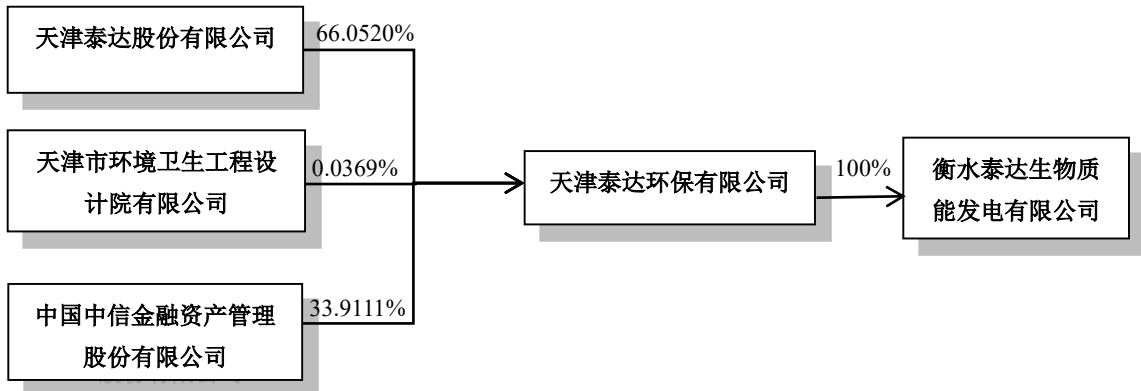 天津泰达股份有限公司
66.0520%
天津市环境卫生工程设
计院有限公司
0.0369%
中国中信金融资产管理
股份有限公司
33.9111%
天津泰达环保有限公司
100%
衡水泰达生物质
能发电有限公司